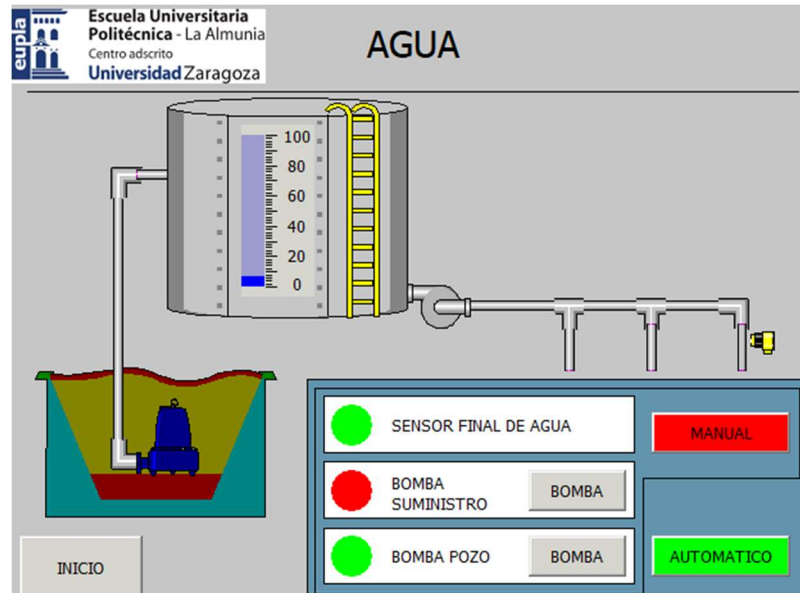 eupla
Escuela Universitaria
Politécnica - La Almunia
Centro adscrito
Universidad Zaragoza
AGUA
100
80
60
40
20
0
SENSOR FINAL DE AGUA
MANUAL
BOMBA
SUMINISTRO
BOMBA
BOMBA POZO
BOMBA
AUTOMATICO
INICIO